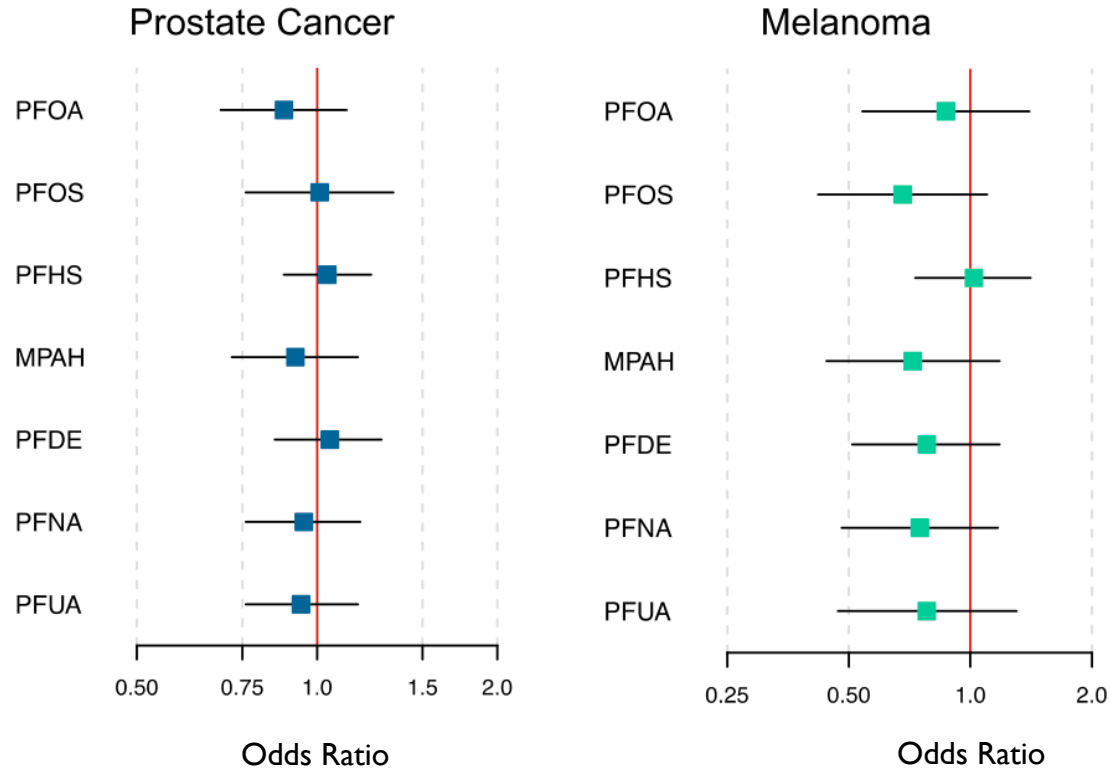 Prostate Cancer
PFOA
PFOS
PFHS
MPAH
PFDE
PFNA
PFUA
0.50 0.75 1.0 1.5 2.0
Odds Ratio
Melanoma
PFOA
PFOS
PFHS
MPAH
PFDE
PFNA
PFUA
0.25 0.50 1.0 2.0
Odds Ratio